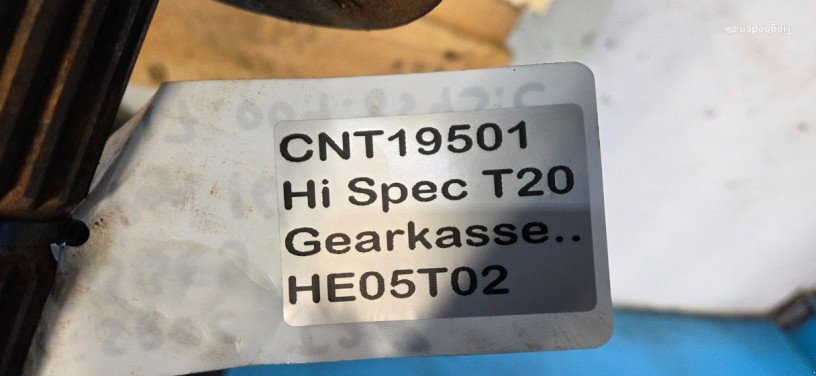 CNT19501
Hi Spec T20
Gearkasse..
HE05T02